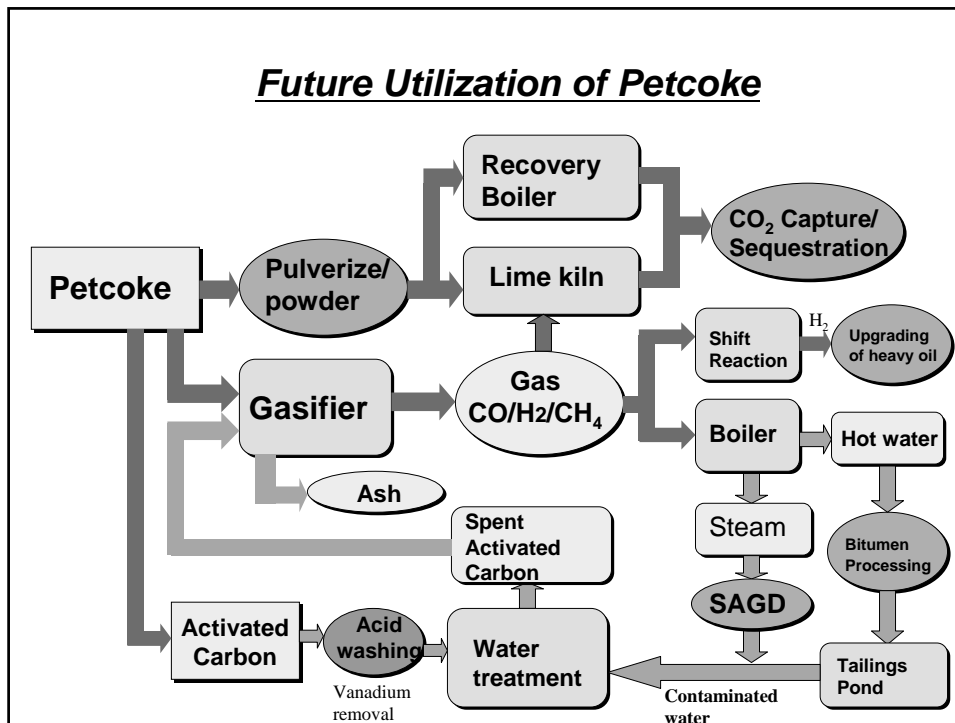 Future Utilization of Petcoke
Recovery
Boiler
CO₂ Capture/
Sequestration
Petcoke
Pulverize/
powder
Lime kiln
Shift
Reaction
H₂
Upgrading
of heavy oil
Gasifier
Gas
CO/H2/CH₄
Boiler
Hot water
Ash
Spent
Activated
Carbon
Steam
Bitumen
Processing
SAGD
Activated
Carbon
Acid
washing
Water
treatment
Tailings
Pond
Vanadium
removal
Contaminated
water